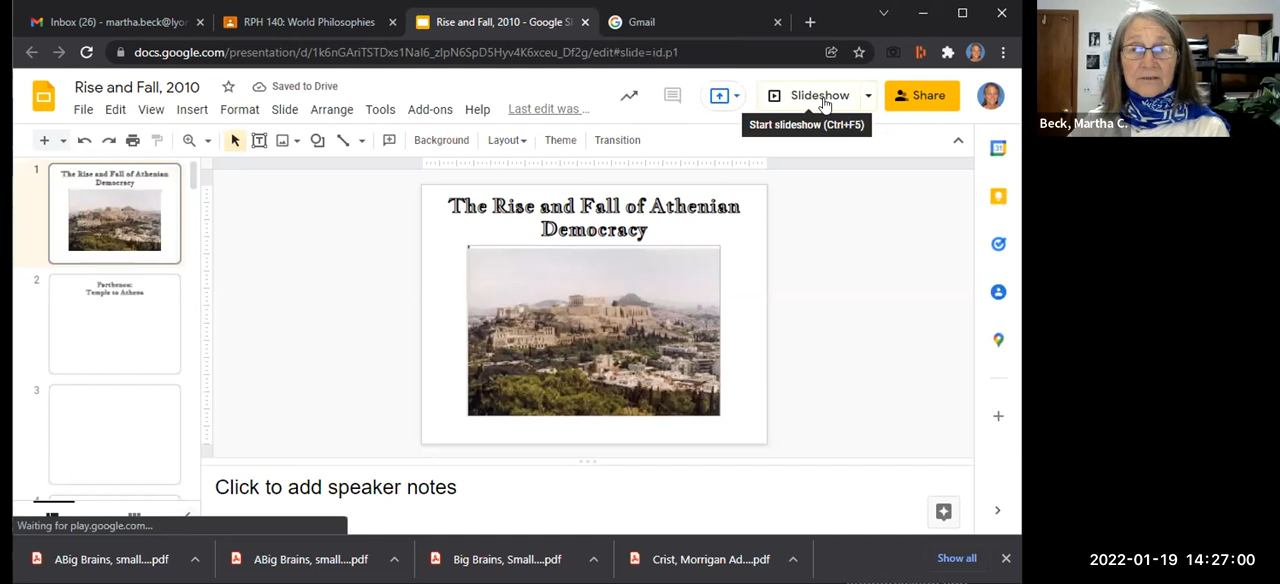 Inbox (26) - martha.beck@lyor
RPH 140: World Philosophies
Rise and Fall, 2010 - Google S
Gmail
docs.google.com/presentation/d/1k6nGAriTSTDxs1NaI6_zlpN6SpD5Hyv4K6xceu_Df2g/edit#slide=id.p1
Rise and Fall, 2010
Saved to Drive
File Edit View Insert Format Slide Arrange Tools Add-ons Help Last edit was ...
Slideshow
Share
Start slideshow (Ctrl+F5)
Background Layout Theme Transition
1
The Rise and Fall of Athenian
Democracy
2
Parthenon:
Temple to Athena
3
The Rise and Fall of Athenian
Democracy
Click to add speaker notes
Waiting for play.google.com...
ABig Brains, small....pdf
ABig Brains, small....pdf
Big Brains, Small....pdf
Crist, Morrigan Ad....pdf
Show all
Beck, Martha C.
2022-01-19 14:27:00